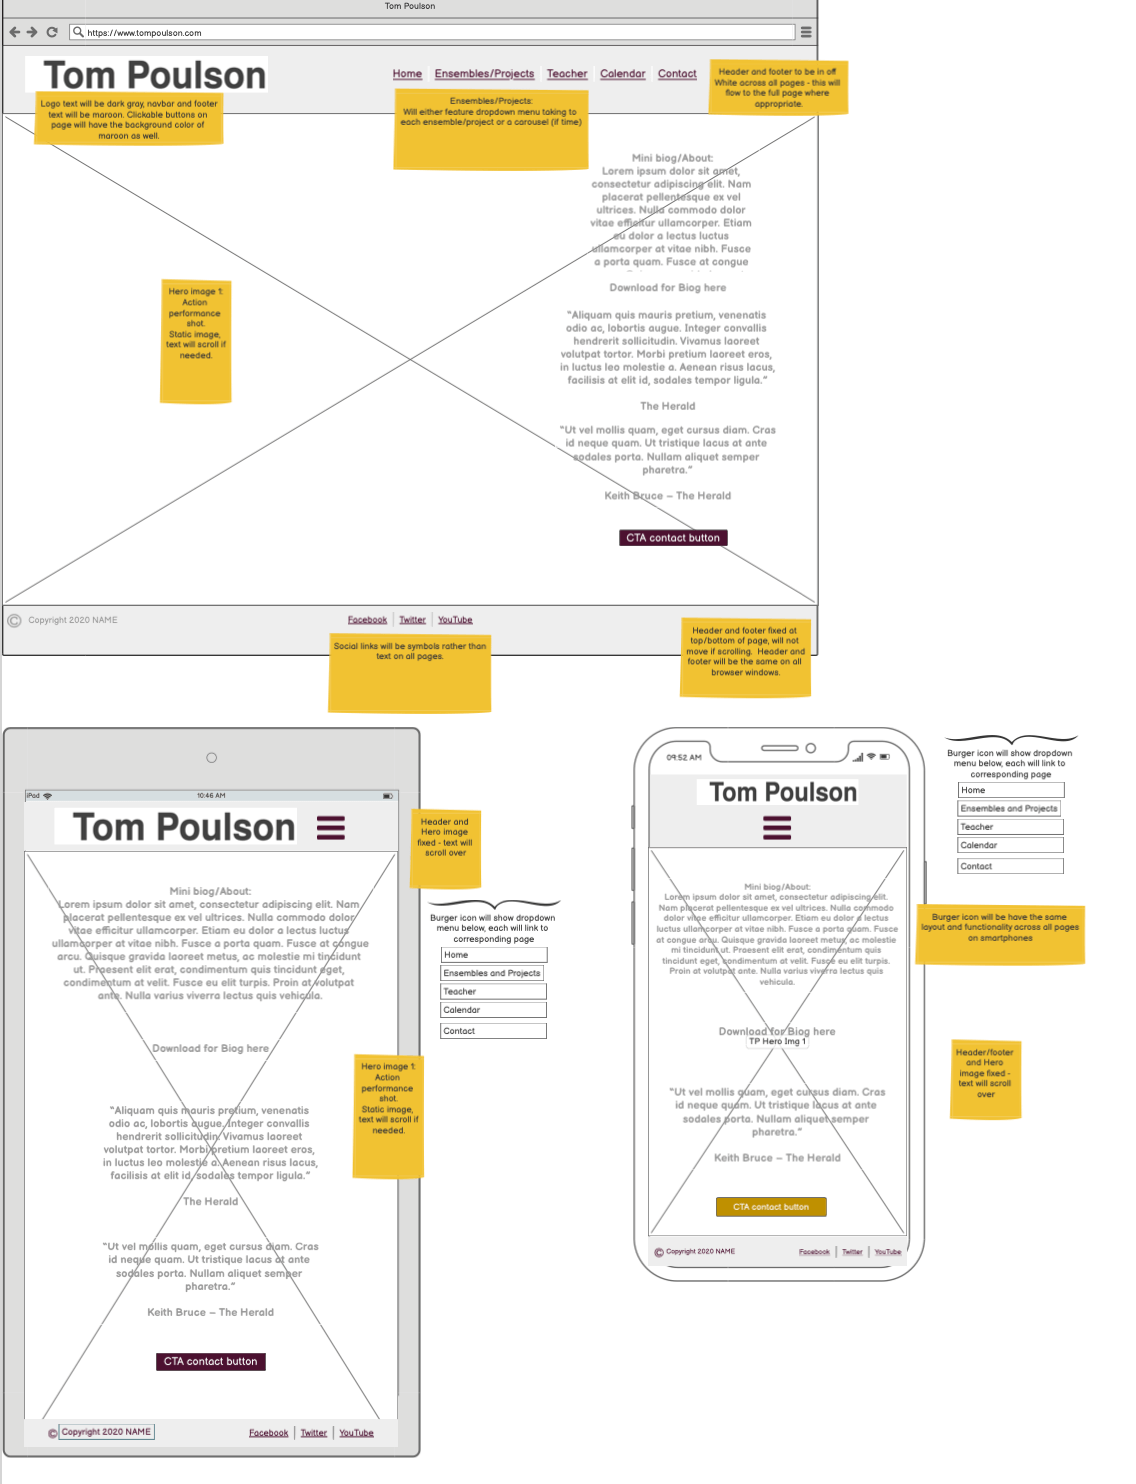 Tom Poulson
https://www.tompoulson.com
Tom Poulson
Home Ensembles/Projects Teacher Calendar Contact
Header and footer to be in off
White across all pages - this will
flow to the full page where
appropriate.
Logo text will be dark gray, navbar and footer
text will be maroon. Clickable buttons on
page will have the background color of
maroon as well.
Ensembles/Projects:
Will either feature dropdown menu taking to
each ensemble/project or a carousel (if time)
Mini biog/About:
Lorem ipsum dolor sit amet,
consectetur adipiscing elit. Nam
placerat pellentesque ex vel
ultrices. Nulla commodo dolor
vitae efficitur ullamcorper. Etiam
eu dolor a lectus luctus
ullamcorper at vitae nibh. Fusce
a porta quam. Fusce at congue
Download for Biog here
Hero image 1:
Action
performance
shot.
Static image,
text will scroll if
needed.
"Aliquam quis mauris pretium, venenatis
odio ac, lobortis augue. Integer convallis
hendrerit sollicitudin. Vivamus laoreet
volutpat tortor. Morbi pretium laoreet eros,
in luctus leo molestie a. Aenean risus lacus,
facilisis at elit id, sodales tempor ligula."
The Herald
"Ut vel mollis quam, eget cursus diam. Cras
id neque quam. Ut tristique lacus at ante
sodales porta. Nullam aliquet semper
pharetra."
Keith Bruce – The Herald
CTA contact button
© Copyright 2020 NAME
Facebook Twitter YouTube
Social links will be symbols rather than
text on all pages.
Header and footer fixed at
top/bottom of page, will not
move if scrolling. Header and
footer will be the same on all
browser windows.
iPad 10:46 AM
Tom Poulson
Header and
Hero image
fixed - text will
scroll over
Mini biog/About:
Lorem ipsum dolor sit amet, consectetur adipiscing elit. Nam
placerat pellentesque ex vel ultrices. Nulla commodo dolor
vitae efficitur ullamcorper. Etiam eu dolor a lectus luctus
ullamcorper at vitae nibh. Fusce a porta quam. Fusce at congue
arcu. Quisque gravida laoreet metus, ac molestie mi tincidunt
ut. Praesent elit erat, condimentum quis tincidunt eget,
condimentum at velit. Fusce eu elit turpis. Proin at volutpat
ante. Nulla varius viverra lectus quis vehicula.
Download for Biog here
Burger icon will show dropdown
menu below, each will link to
corresponding page
Home
Ensembles and Projects
Teacher
Calendar
Contact
Hero image 1:
Action
performance
shot.
Static image,
text will scroll if
needed.
"Aliquam quis mauris pretium, venenatis
odio ac, lobortis augue. Integer convallis
hendrerit sollicitudin. Vivamus laoreet
volutpat tortor. Morbi pretium laoreet eros,
in luctus leo molestie a. Aenean risus lacus,
facilisis at elit id, sodales tempor ligula."
The Herald
"Ut vel mollis quam, eget cursus diam. Cras
id neque quam. Ut tristique lacus at ante
sodales porta. Nullam aliquet semper
pharetra."
Keith Bruce – The Herald
CTA contact button
© Copyright 2020 NAME
Facebook Twitter YouTube
09:52 AM
Tom Poulson
Mini biog/About:
Lorem ipsum dolor sit amet, consectetur adipiscing elit.
Nam placerat pellentesque ex vel ultrices. Nulla commodo
dolor vitae efficitur ullamcorper. Etiam eu dolor a lectus
luctus ullamcorper at vitae nibh. Fusce a porta quam. Fusce
at congue arcu. Quisque gravida laoreet metus, ac molestie
mi tincidunt ut. Praesent elit erat, condimentum quis
tincidunt eget, condimentum at velit. Fusce eu elit turpis.
Proin at volutpat ante. Nulla varius viverra lectus quis
vehicula.
Download for Biog here
TP Hero Img 1
"Ut vel mollis quam, eget cursus diam. Cras
id neque quam. Ut tristique lacus at ante
sodales porta. Nullam aliquet semper
pharetra."
Keith Bruce – The Herald
CTA contact button
© Copyright 2020 NAME
Facebook Twitter YouTube
Burger icon will show dropdown
menu below, each will link to
corresponding page
Home
Ensembles and Projects
Teacher
Calendar
Contact
Burger icon will be have the same
layout and functionality across all pages
on smartphones
Header/footer
and Hero
image fixed -
text will scroll
over